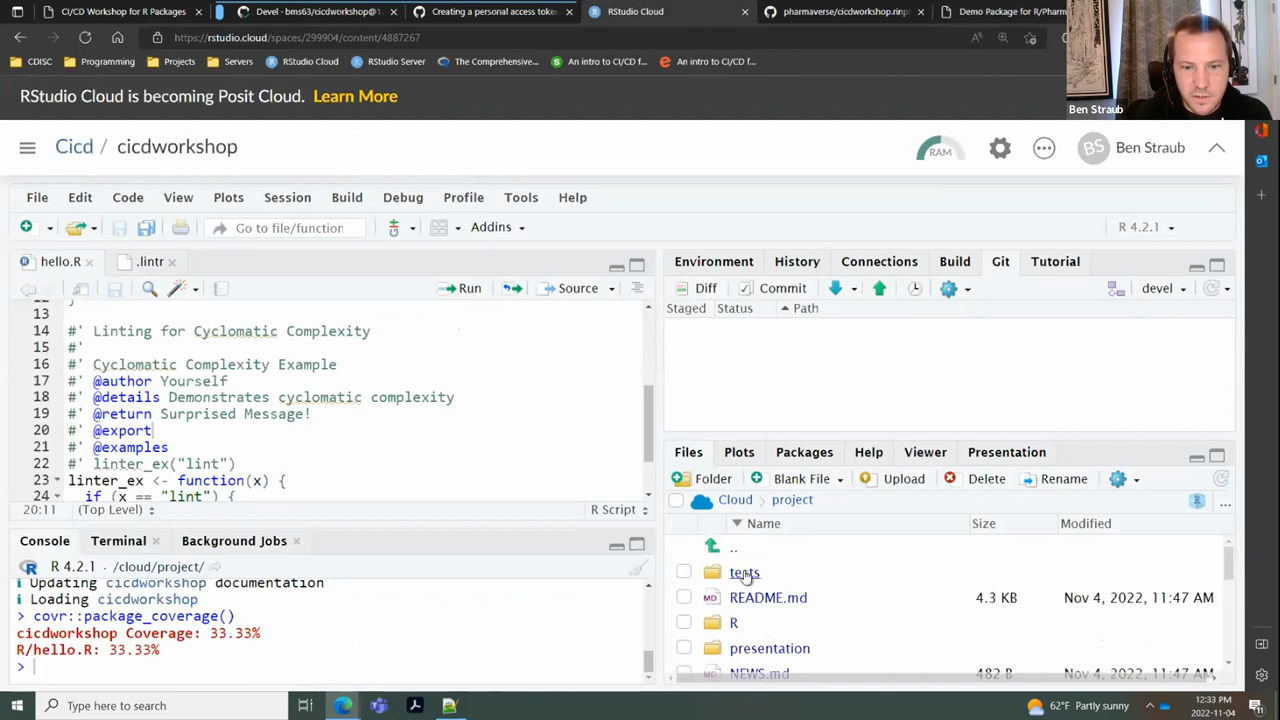 CI/CD Workshop for R Packages
Devel · bms63/cicdworkshop@1
Creating a personal access token
RStudio Cloud
pharmaverse/cicdworkshop.rinp
Demo Package for R/Pharm
https://rstudio.cloud/spaces/299904/content/4887267
CDISC
Programming
Projects
Servers
RStudio Cloud
RStudio Server
The Comprehensive...
An intro to CI/CD f...
An intro to CI/CD f...
Ben Straub
RStudio Cloud is becoming Posit Cloud. Learn More
Cicd / cicdworkshop
RAM
BS
Ben Straub
File Edit Code View Plots Session Build Debug Profile Tools Help
Go to file/function
Addins
R 4.2.1
hello.R
.lintr
Run
Source
13
14 #' Linting for Cyclomatic Complexity
15 #'
16 #' Cyclomatic Complexity Example
17 #' @author Yourself
18 #' @details Demonstrates cyclomatic complexity
19 #' @return Surprised Message!
20 #' @export
21 #' @examples
22 #' linter_ex("lint")
23 linter_ex <- function(x) {
24 if (x == "lint") {
20:11 (Top Level) R Script
Console Terminal Background Jobs
R 4.2.1 · /cloud/project/
i Updating cicdworkshop documentation
i Loading cicdworkshop
> covr::package_coverage()
cicdworkshop Coverage: 33.33%
R/hello.R: 33.33%
>
Environment History Connections Build Git Tutorial
Diff Commit devel
Staged Status Path
Files Plots Packages Help Viewer Presentation
Folder Blank File Upload Delete Rename
Cloud project
Name Size Modified
..
tests
README.md 4.3 KB Nov 4, 2022, 11:47 AM
R
presentation
NEWS.md 482 B Nov 4, 2022, 11:47 AM
Type here to search
62°F Partly sunny
12:33 PM
2022-11-04
11